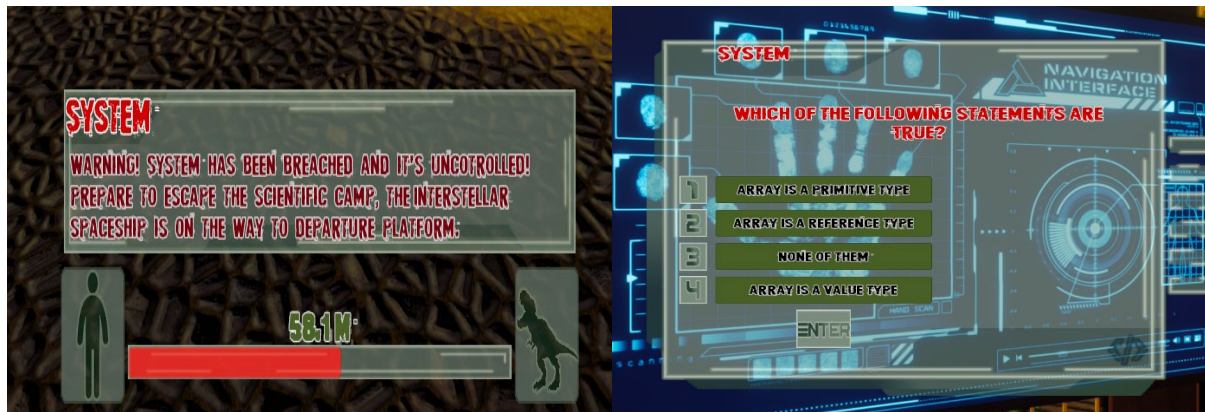 SYSTEM
WARNING! SYSTEM HAS BEEN BREACHED AND IT'S UNCOTROLLED!
PREPARE TO ESCAPE THE SCIENTIFIC CAMP, THE INTERSTELLAR
SPACESHIP IS ON THE WAY TO DEPARTURE PLATFORM.
58.1 M
SYSTEM
NAVIGATION
INTERFACE
WHICH OF THE FOLLOWING STATEMENTS ARE
TRUE?
1 ARRAY IS A PRIMITIVE TYPE
2 ARRAY IS A REFERENCE TYPE
3 NONE OF THEM
4 ARRAY IS A VALUE TYPE
HAND SCAN
ENTER